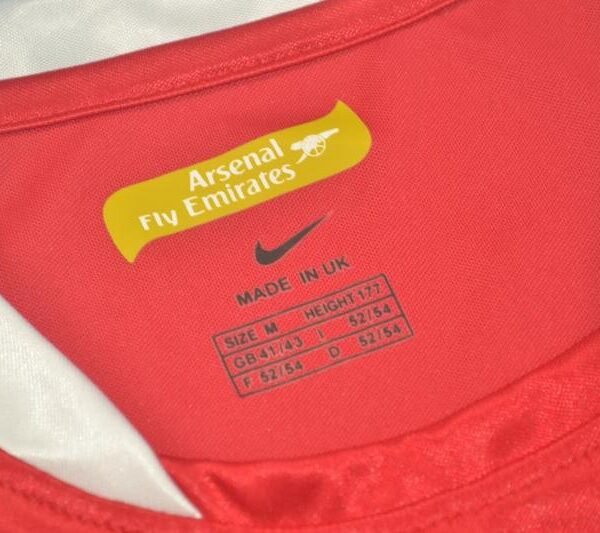 Arsenal
Fly Emirates
MADE IN UK
SIZE M HEIGHT 177
GB 41/43 I 52/54
F 52/54 D 52/54